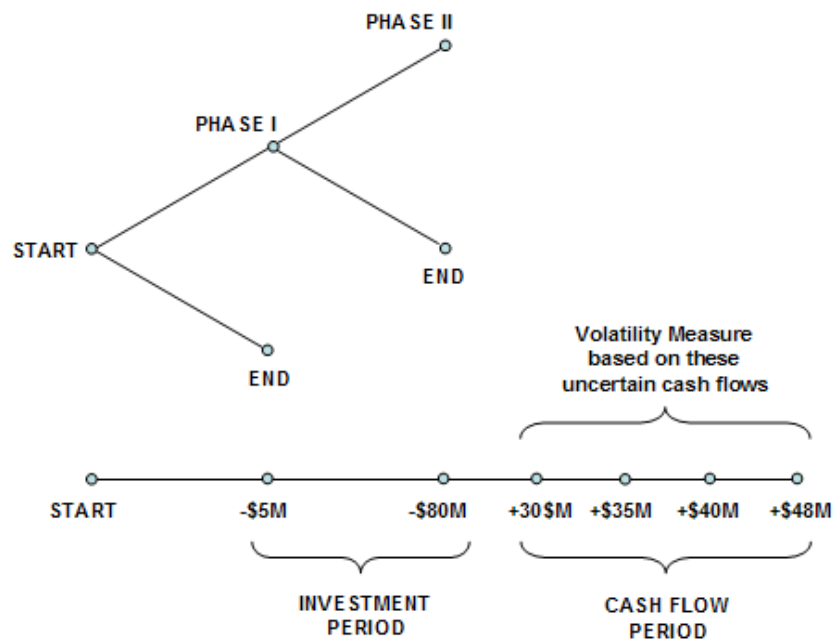 PHASE II
PHASE I
START
END
END
Volatility Measure
based on these
uncertain cash flows
START
-$5M
-$80M
+30$M
+$35M
+$40M
+$48M
INVESTMENT
PERIOD
CASH FLOW
PERIOD